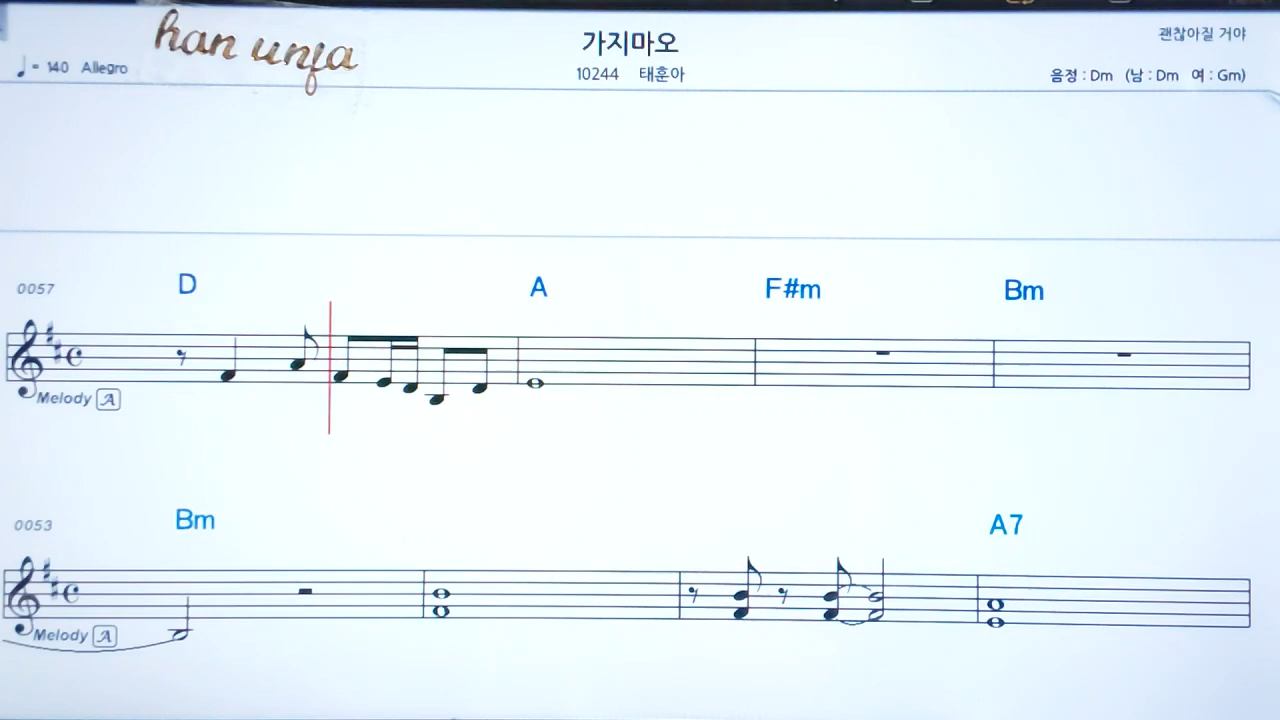 han unja
가지마오
괜찮아질 거야
♩= 140 Allegro
10244 태훈아
음정 : Dm (남 : Dm 여 : Gm)
0057 D A F#m Bm
Melody A
0053 Bm A7
Melody A